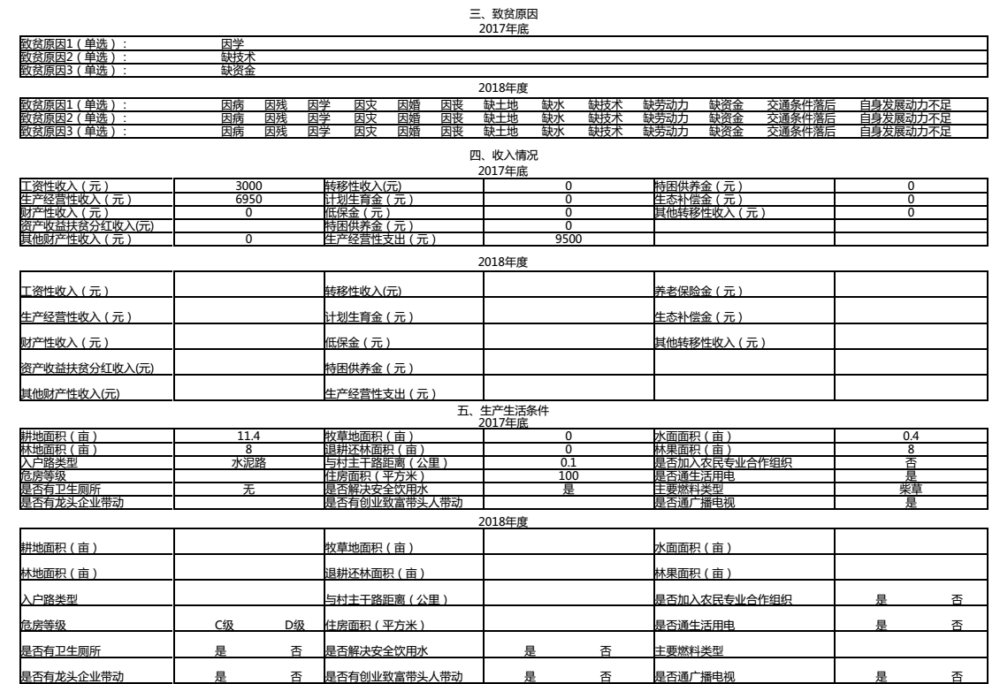 三、致贫原因
2017年底
致贫原因1（单选）： 因学
致贫原因2（单选）： 缺技术
致贫原因3（单选）： 缺资金
2018年度
致贫原因1（单选）： 因病 因残 因学 因灾 因婚 因丧 缺土地 缺水 缺技术 缺劳动力 缺资金 交通条件落后 自身发展动力不足
致贫原因2（单选）： 因病 因残 因学 因灾 因婚 因丧 缺土地 缺水 缺技术 缺劳动力 缺资金 交通条件落后 自身发展动力不足
致贫原因3（单选）： 因病 因残 因学 因灾 因婚 因丧 缺土地 缺水 缺技术 缺劳动力 缺资金 交通条件落后 自身发展动力不足
四、收入情况
2017年底
工资性收入（元） 3000 转移性收入(元) 0 特困供养金（元） 0
生产经营性收入（元） 6950 计划生育金（元） 0 生态补偿金（元） 0
财产性收入（元） 0 低保金（元） 0 其他转移性收入（元） 0
资产收益扶贫分红收入(元) 特困供养金（元） 0
其他财产性收入（元） 0 生产经营性支出（元） 9500
2018年度
工资性收入（元） 转移性收入(元) 养老保险金（元）
生产经营性收入（元） 计划生育金（元） 生态补偿金（元）
财产性收入（元） 低保金（元） 其他转移性收入（元）
资产收益扶贫分红收入(元) 特困供养金（元）
其他财产性收入(元) 生产经营性支出（元）
五、生产生活条件
2017年底
耕地面积（亩） 11.4 牧草地面积（亩） 0 水面面积（亩） 0.4
林地面积（亩） 8 退耕还林面积（亩） 0 林果面积（亩） 8
入户路类型 水泥路 与村主干路距离（公里） 0.1 是否加入农民专业合作组织 否
危房等级 住房面积（平方米） 100 是否通生活用电 是
是否有卫生厕所 无 是否解决安全饮用水 是 主要燃料类型 柴草
是否有龙头企业带动 是否有创业致富带头人带动 是否通广播电视 是
2018年度
耕地面积（亩） 牧草地面积（亩） 水面面积（亩）
林地面积（亩） 退耕还林面积（亩） 林果面积（亩）
入户路类型 与村主干路距离（公里） 是否加入农民专业合作组织 是 否
危房等级 C级 D级 住房面积（平方米） 是否通生活用电 是 否
是否有卫生厕所 是 否 是否解决安全饮用水 是 否 主要燃料类型
是否有龙头企业带动 是 否 是否有创业致富带头人带动 是 否 是否通广播电视 是 否